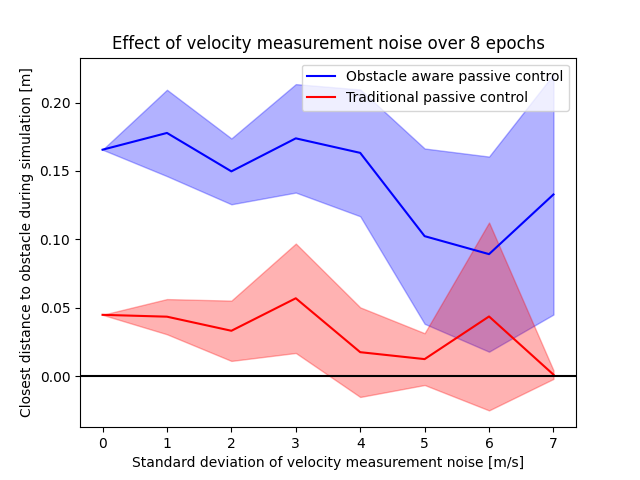 Effect of velocity measurement noise over 8 epochs
Obstacle aware passive control
Traditional passive control
Closest distance to obstacle during simulation [m]
0.20
0.15
0.10
0.05
0.00
0 1 2 3 4 5 6 7
Standard deviation of velocity measurement noise [m/s]